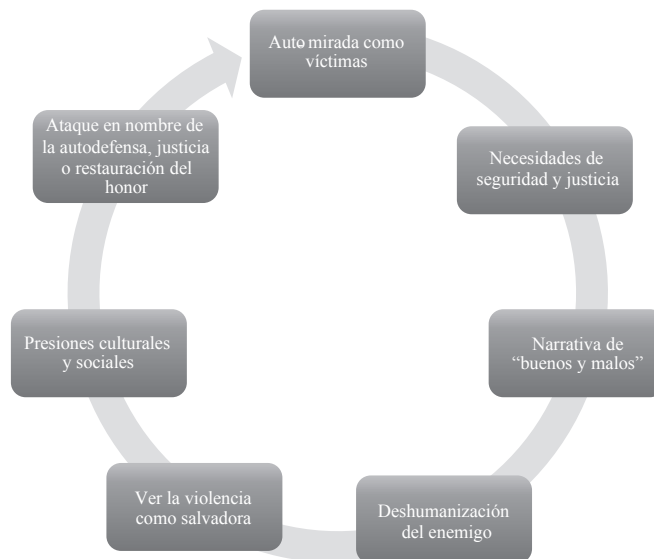 Auto mirada como
víctimas
Necesidades de
seguridad y justicia
Narrativa de
“buenos y malos”
Deshumanización
del enemigo
Ver la violencia
como salvadora
Presiones culturales
y sociales
Ataque en nombre de
la autodefensa, justicia
o restauración del
honor